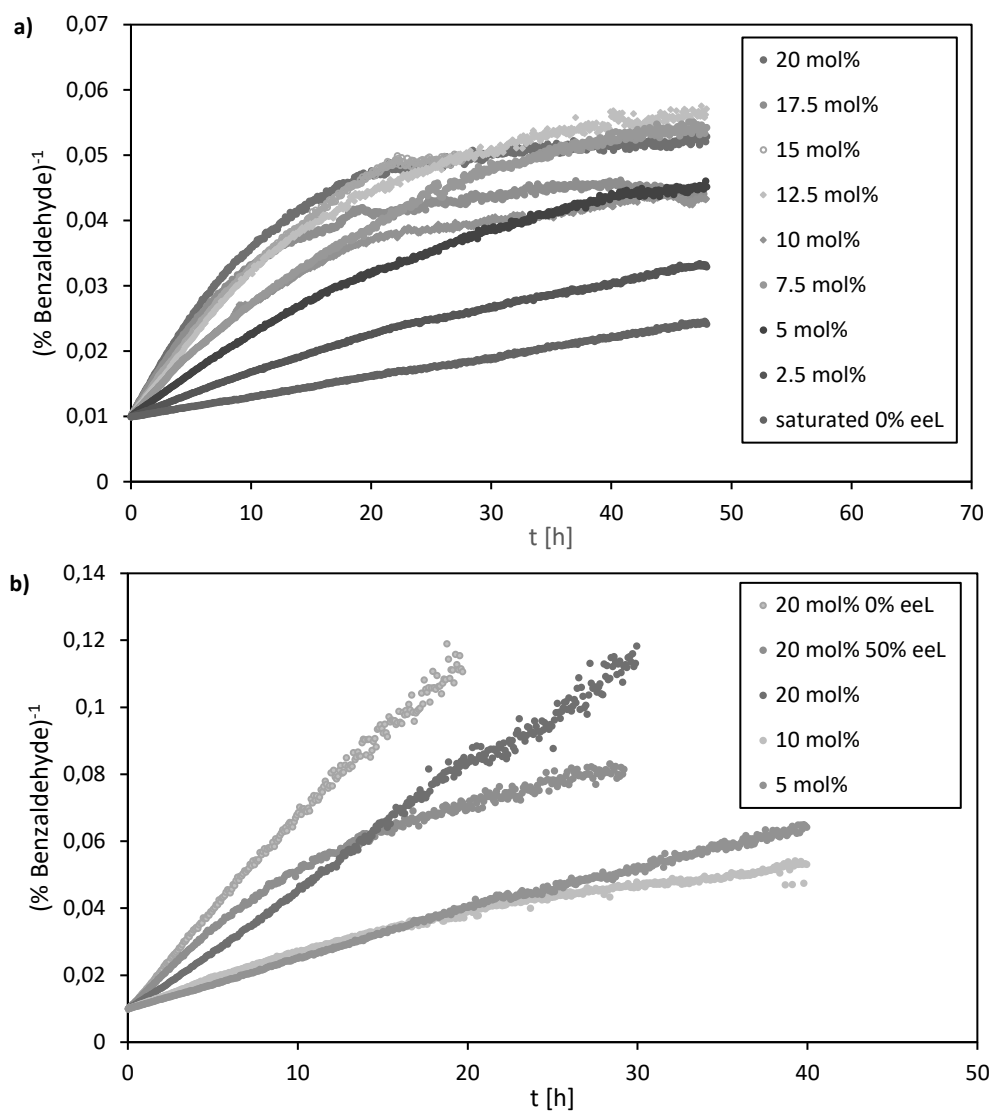 a)
0,07
0,06
0,05
0,04
0,03
0,02
0,01
0
(% Benzaldehyde)-1
0 10 20 30 40 50 60 70
t [h]
20 mol%
17.5 mol%
15 mol%
12.5 mol%
10 mol%
7.5 mol%
5 mol%
2.5 mol%
saturated 0% eeL
b)
0,14
0,12
0,1
0,08
0,06
0,04
0,02
0
(% Benzaldehyde)-1
0 10 20 30 40 50
t [h]
20 mol% 0% eeL
20 mol% 50% eeL
20 mol%
10 mol%
5 mol%